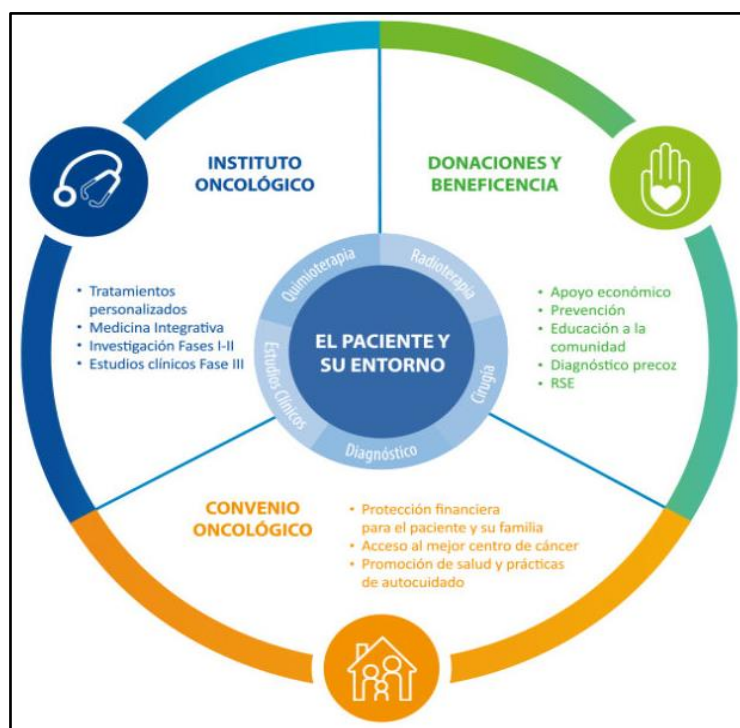 INSTITUTO
ONCOLÓGICO
DONACIONES Y
BENEFICENCIA
Quimioterapia
Radioterapia
Estudios Clínicos
Cirugía
Diagnóstico
EL PACIENTE Y
SU ENTORNO
• Tratamientos
personalizados
• Medicina Integrativa
• Investigación Fases I-II
• Estudios clínicos Fase III
• Apoyo económico
• Prevención
• Educación a la
comunidad
• Diagnóstico precoz
• RSE
CONVENIO
ONCOLÓGICO
• Protección financiera
para el paciente y su familia
• Acceso al mejor centro de cáncer
• Promoción de salud y prácticas
de autocuidado